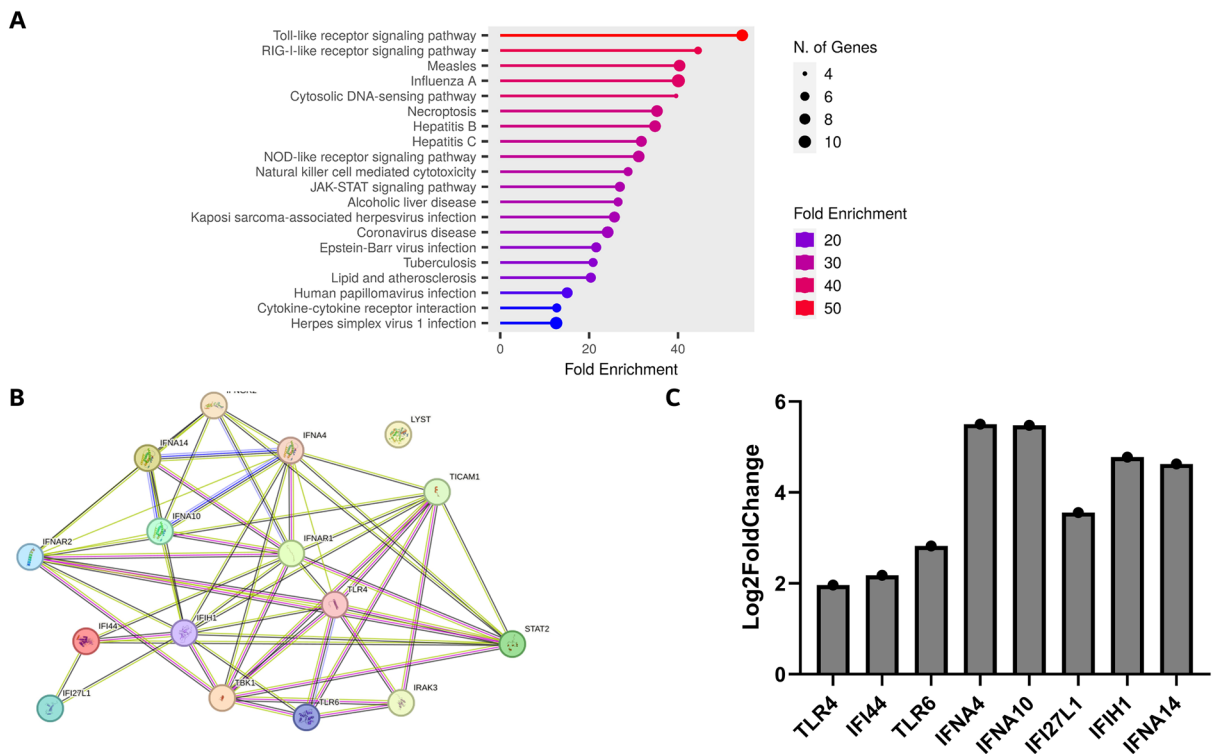 A
Toll-like receptor signaling pathway
RIG-I-like receptor signaling pathway
Measles
Influenza A
Cytosolic DNA-sensing pathway
Necroptosis
Hepatitis B
Hepatitis C
NOD-like receptor signaling pathway
Natural killer cell mediated cytotoxicity
JAK-STAT signaling pathway
Alcoholic liver disease
Kaposi sarcoma-associated herpesvirus infection
Coronavirus disease
Epstein-Barr virus infection
Tuberculosis
Lipid and atherosclerosis
Human papillomavirus infection
Cytokine-cytokine receptor interaction
Herpes simplex virus 1 infection
0 20 40
Fold Enrichment
N. of Genes
4
6
8
10
Fold Enrichment
20
30
40
50
B
LYST
IFNA14
IFNA4
TICAM1
IFNA10
IFNAR2
IFNAR1
TLR4
IFIH1
IFI44
STAT2
TBK1
IFI27L1
TLR6
IRAK3
C
Log2FoldChange
6
4
2
0
TLR4
IFI44
TLR6
IFNA4
IFNA10
IFI27L1
IFIH1
IFNA14